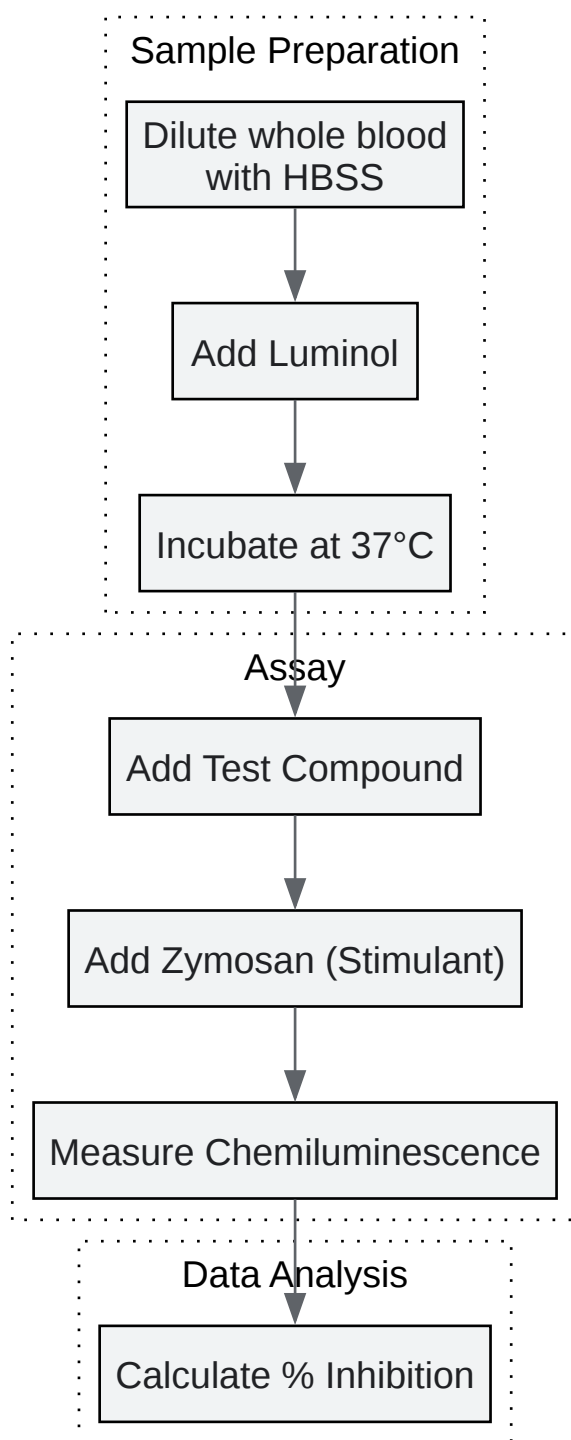 Sample Preparation
Dilute whole blood
with HBSS
Add Luminol
Incubate at 37°C
Assay
Add Test Compound
Add Zymosan (Stimulant)
Measure Chemiluminescence
Data Analysis
Calculate % Inhibition